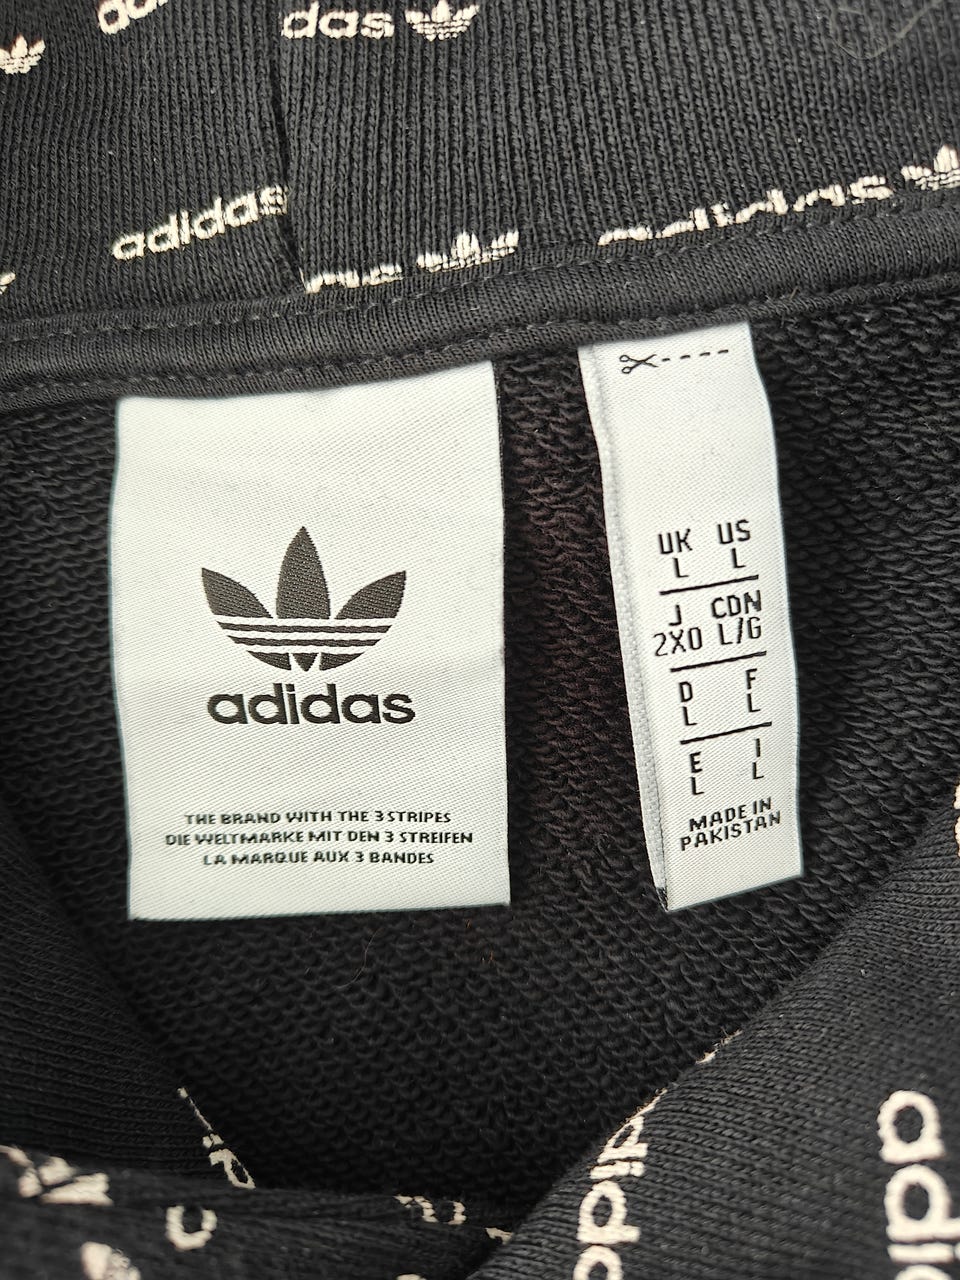 das
adidas
adidas
adidas
THE BRAND WITH THE 3 STRIPES
DIE WELTMARKE MIT DEN 3 STREIFEN
LA MARQUE AUX 3 BANDES
UK US
L L
J CDN
2XO L/G
D F
L L
E I
L L
MADE IN
PAKISTAN
adidas
adidas